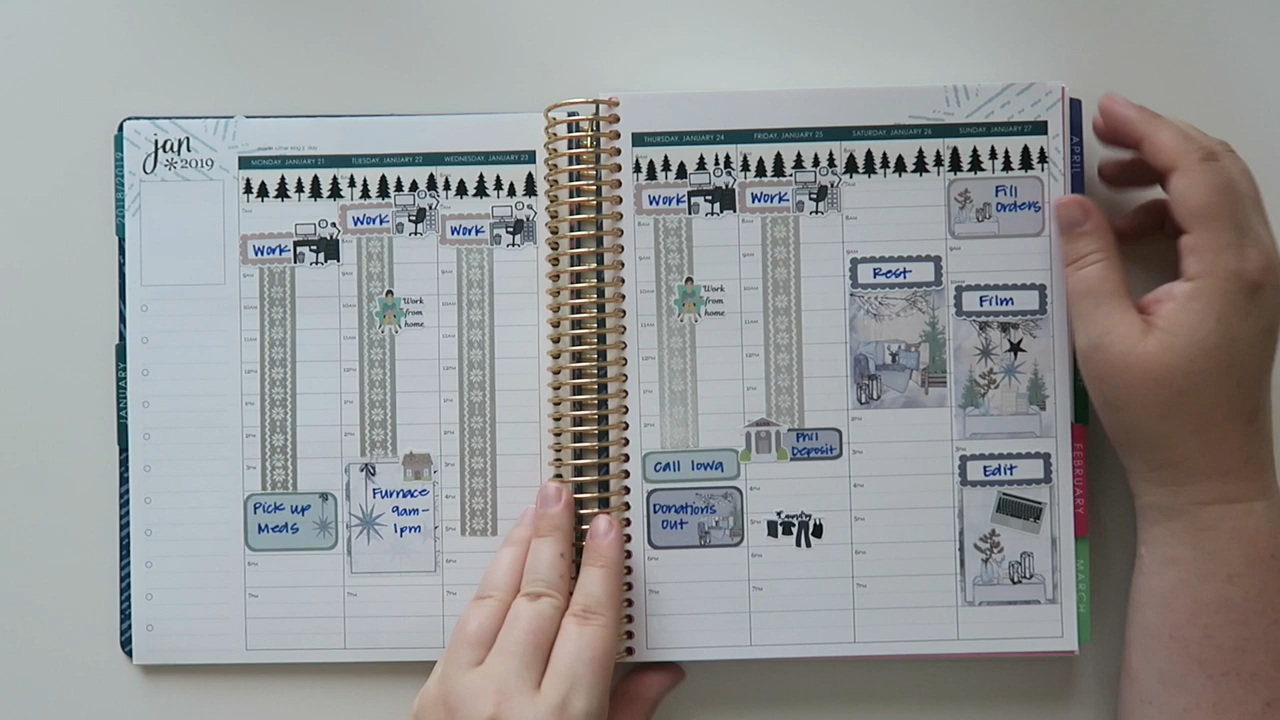 jan
*2019
MONDAY, JANUARY 21
TUESDAY, JANUARY 22
WEDNESDAY, JANUARY 23
THURSDAY, JANUARY 24
FRIDAY, JANUARY 25
SATURDAY, JANUARY 26
SUNDAY, JANUARY 27
Work
Work
Work
Work
Work
Fill
Orders
Rest
Film
Work
from
home
Work
from
home
Phil
Deposit
Call Iowa
Edit
Pick up
Meds
Furnace
9am-
1pm
Donations
out
Laundry
2018/2019
JANUARY
APRIL
FEBRUARY
MARCH